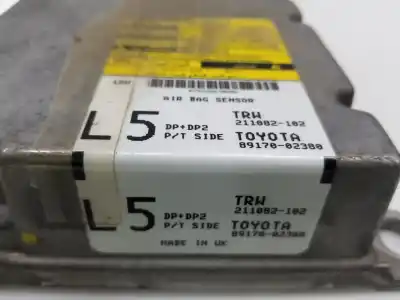 AIR BAG SENSOR
L5 DP+DP2 TRW
211082-102
P/T SIDE TOYOTA
89170-02380
L5 DP+DP2 TRW
211082-102
P/T SIDE TOYOTA
89170-02380
MADE IN UK